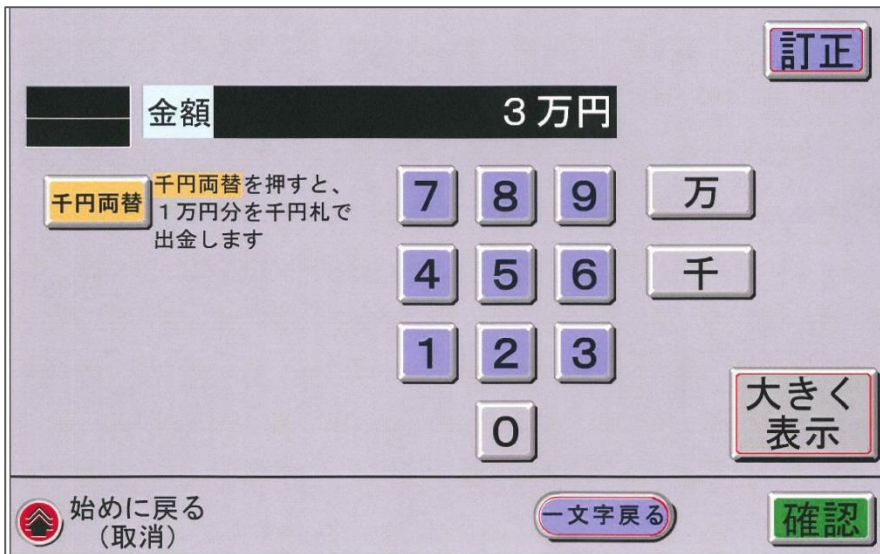 訂正
金額 3万円
千円両替
千円両替を押すと、
1万円分を千円札で
出金します
7 8 9 万
4 5 6 千
1 2 3
0
大きく
表示
始めに戻る
(取消)
一文字戻る
確認